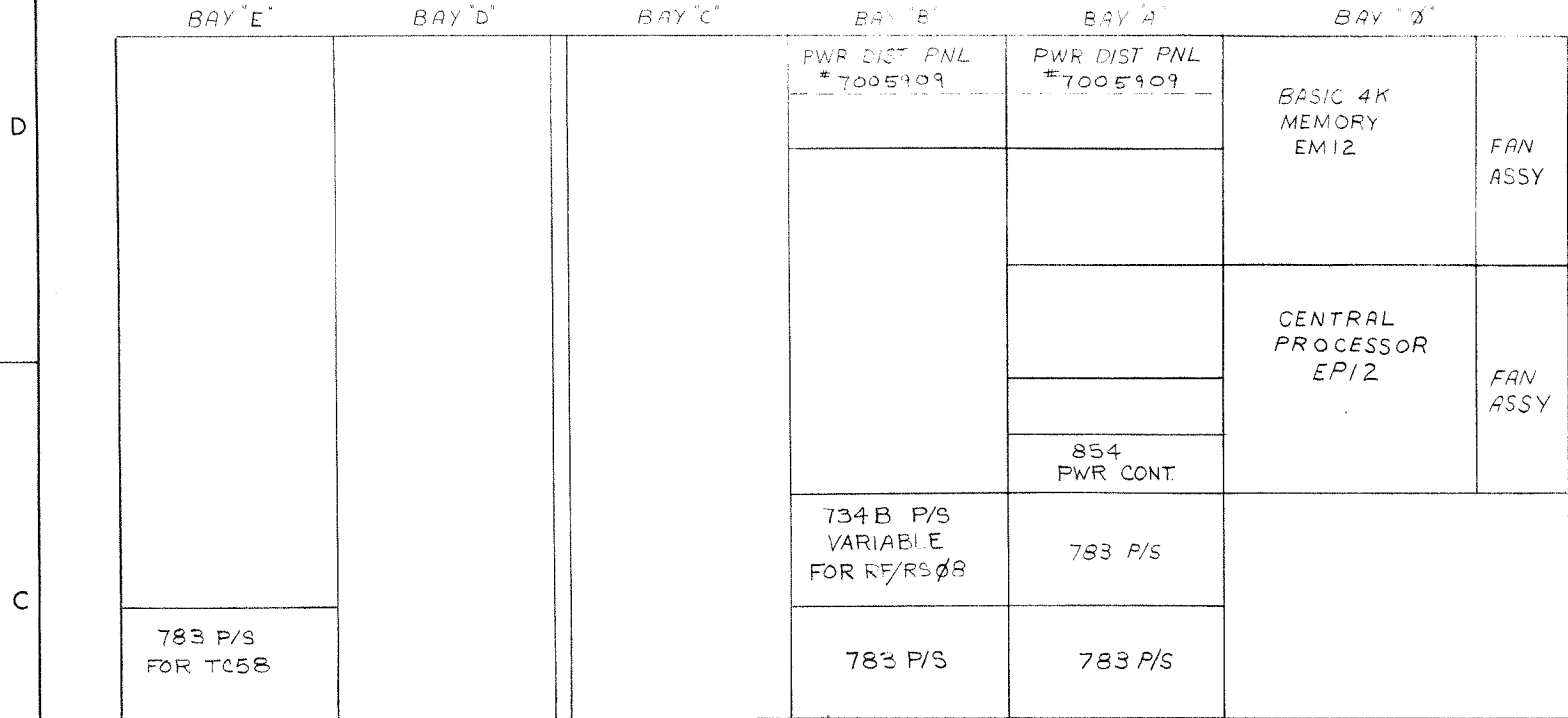 BAY "E"
BAY "D"
BAY "C"
BAY "B"
BAY "A"
BAY "Ø"
D
C
PWR DIST PNL
# 7005909
PWR DIST PNL
# 7005909
BASIC 4K
MEMORY
EM12
FAN
ASSY
CENTRAL
PROCESSOR
EP12
FAN
ASSY
854
PWR CONT.
734B P/S
VARIABLE
FOR RF/RSØ8
783 P/S
783 P/S
FOR TC58
783 P/S
783 P/S